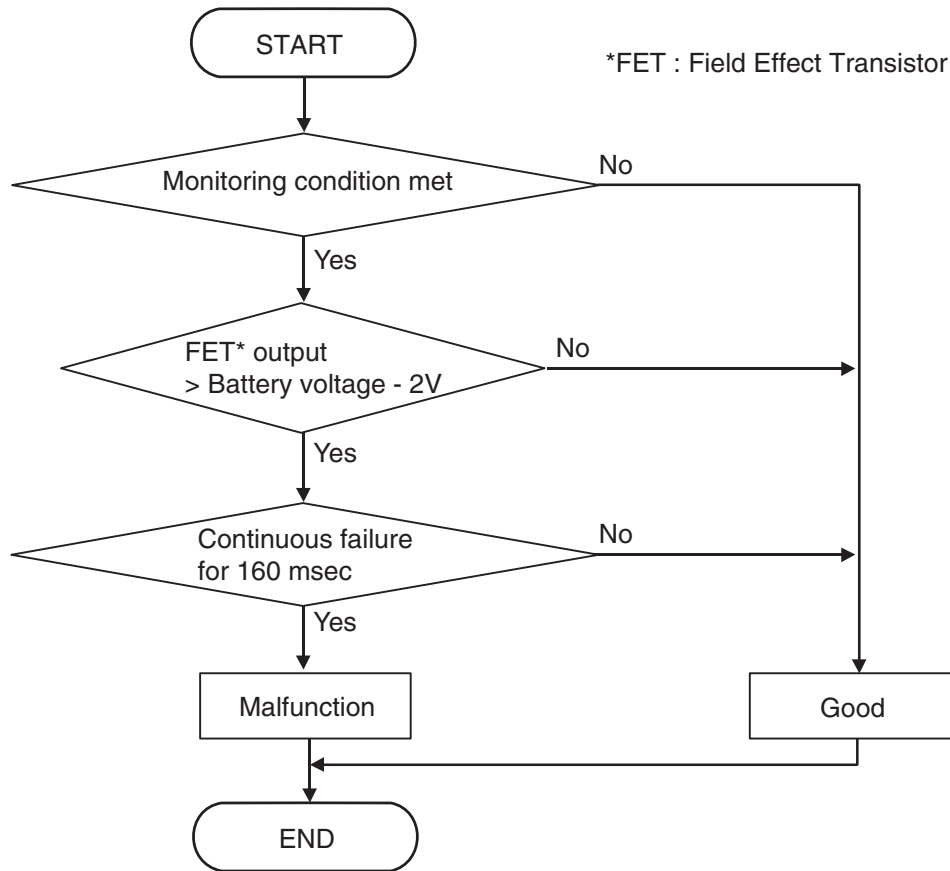 START
*FET : Field Effect Transistor
Monitoring condition met
No
Yes
FET* output
> Battery voltage - 2V
No
Yes
Continuous failure
for 160 msec
No
Yes
Malfunction
Good
END